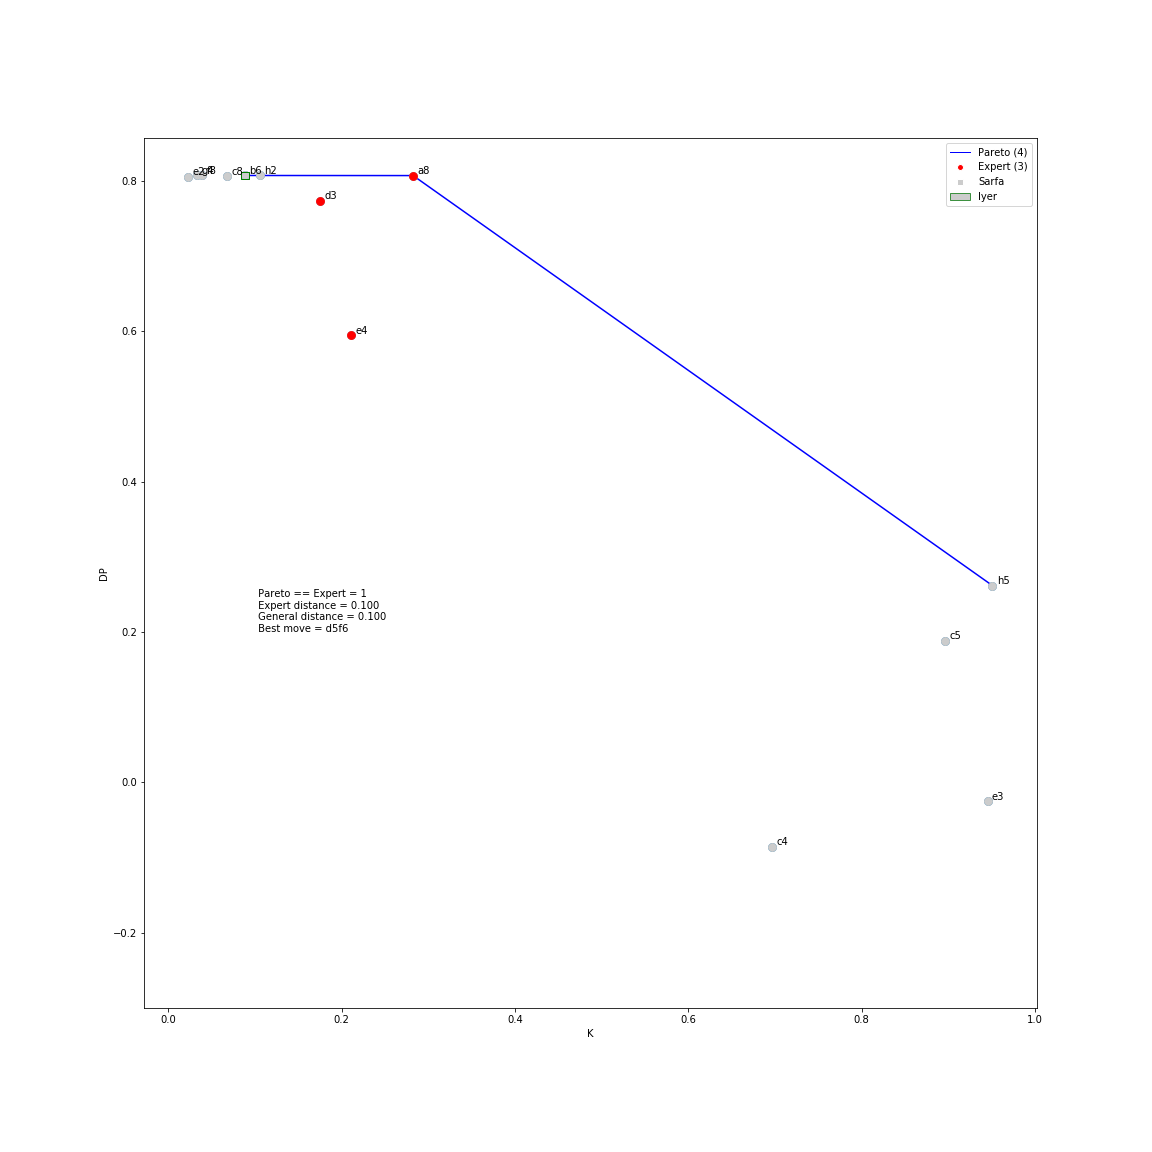 Pareto (4)
Expert (3)
Sarfa
Iyer
c8
b6
h2
a8
d3
e4
h5
c5
e3
c4
Pareto == Expert = 1
Expert distance = 0.100
General distance = 0.100
Best move = d5f6
0.8
0.6
0.4
0.2
0.0
−0.2
DP
0.0
0.2
0.4
0.6
0.8
1.0
K